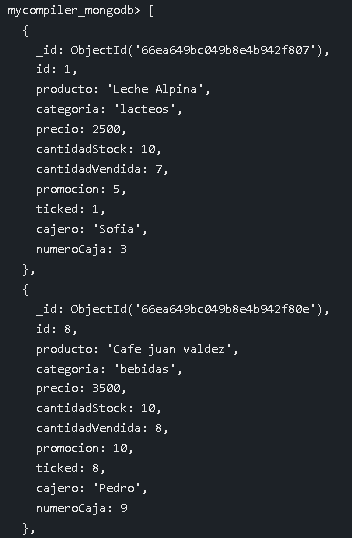 mycompiler_mongodb> [
  {
    _id: ObjectId('66ea649bc049b8e4b942f807'),
    id: 1,
    producto: 'Leche Alpina',
    categoria: 'lacteos',
    precio: 2500,
    cantidadStock: 10,
    cantidadVendida: 7,
    promocion: 5,
    ticked: 1,
    cajero: 'Sofia',
    numeroCaja: 3
  },
  {
    _id: ObjectId('66ea649bc049b8e4b942f80e'),
    id: 8,
    producto: 'Cafe juan valdez',
    categoria: 'bebidas',
    precio: 3500,
    cantidadStock: 10,
    cantidadVendida: 8,
    promocion: 10,
    ticked: 8,
    cajero: 'Pedro',
    numeroCaja: 9
  },